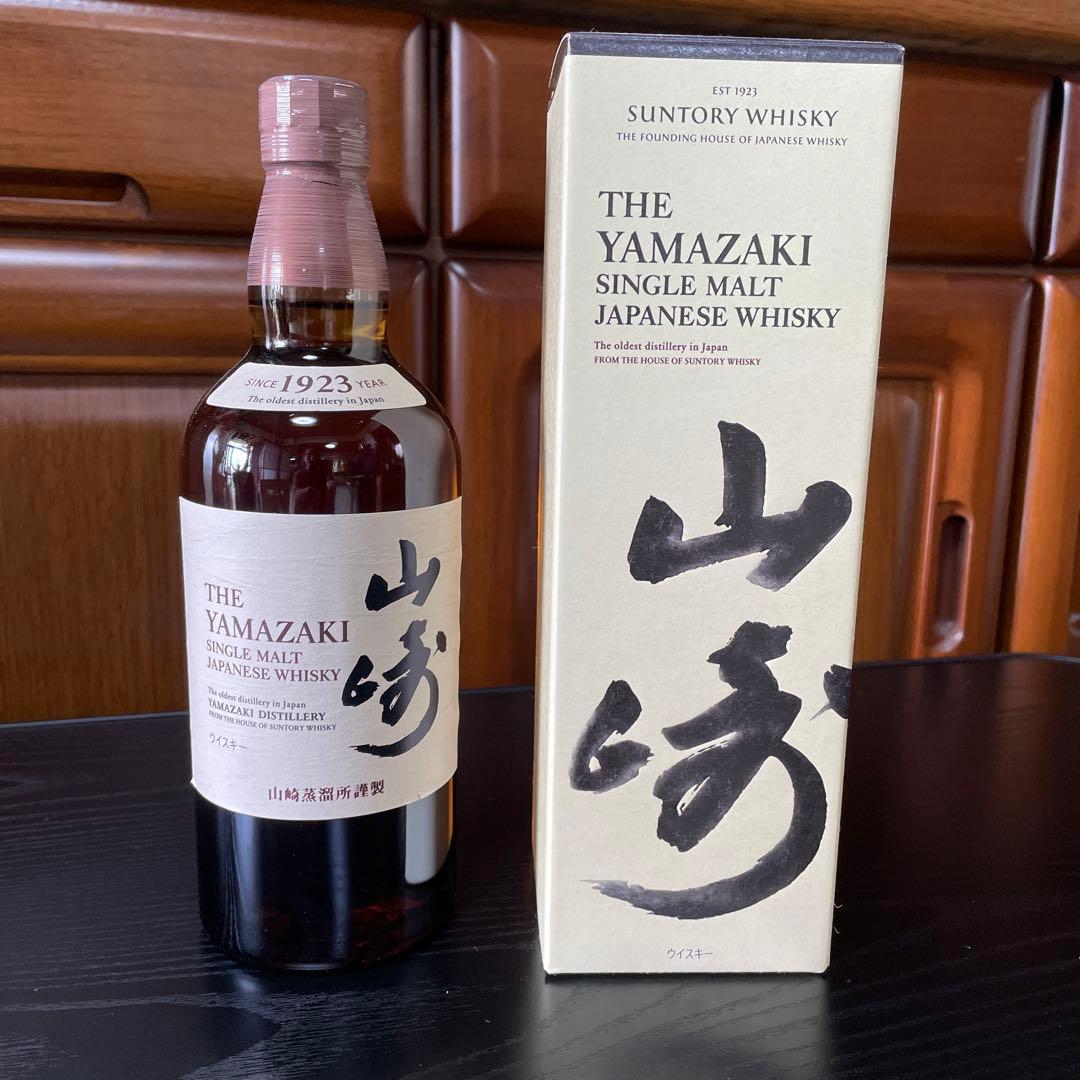 SINCE 1923 YEAR
The oldest distillery in Japan
THE
YAMAZAKI
SINGLE MALT
JAPANESE WHISKY
The oldest distillery in Japan
YAMAZAKI DISTILLERY
FROM THE HOUSE OF SUNTORY WHISKY
ウイスキー
山崎
山崎蒸溜所謹製
EST 1923
SUNTORY WHISKY
THE FOUNDING HOUSE OF JAPANESE WHISKY
THE
YAMAZAKI
SINGLE MALT
JAPANESE WHISKY
The oldest distillery in Japan
FROM THE HOUSE OF SUNTORY WHISKY
山崎
ウイスキー